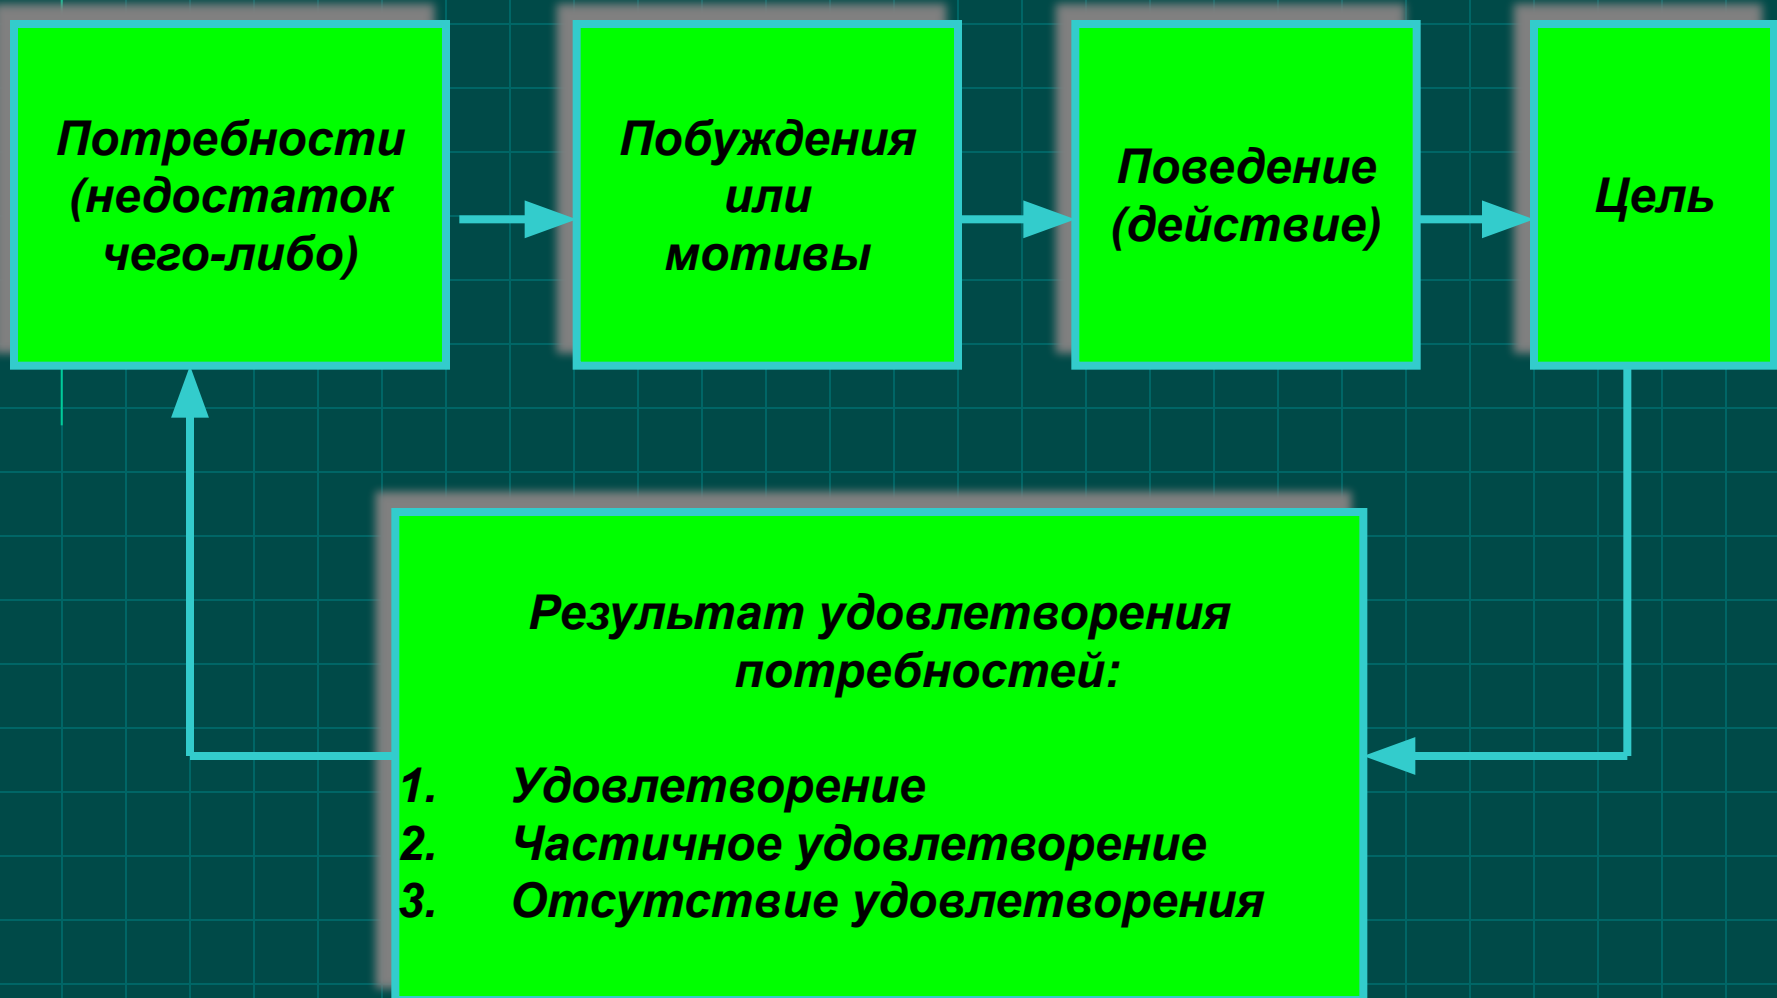 Потребности
(недостаток
чего-либо)
Побуждения
или
мотивы
Поведение
(действие)
Цель
Результат удовлетворения
потребностей:
1. Удовлетворение
2. Частичное удовлетворение
3. Отсутствие удовлетворения